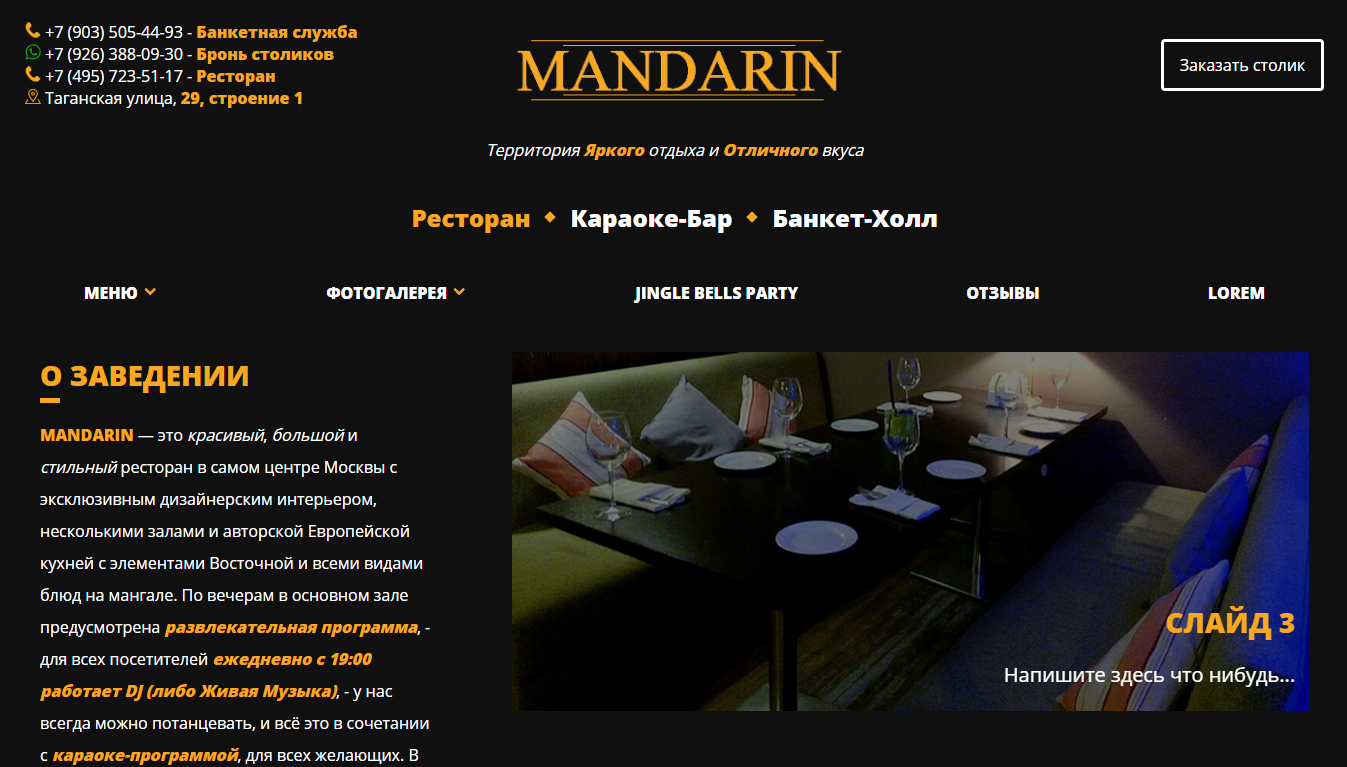 +7 (903) 505-44-93 - Банкетная служба
+7 (926) 388-09-30 - Бронь столиков
+7 (495) 723-51-17 - Ресторан
Таганская улица, 29, строение 1
MANDARIN
Заказать столик
Территория Яркого отдыха и Отличного вкуса
Ресторан ◆ Караоке-Бар ◆ Банкет-Холл
МЕНЮ ФОТОГАЛЕРЕЯ JINGLE BELLS PARTY ОТЗЫВЫ LOREM
О ЗАВЕДЕНИИ
MANDARIN — это красивый, большой и
стильный ресторан в самом центре Москвы с
эксклюзивным дизайнерским интерьером,
несколькими залами и авторской Европейской
кухней с элементами Восточной и всеми видами
блюд на мангале. По вечерам в основном зале
предусмотрена развлекательная программа, -
для всех посетителей ежедневно с 19:00
работает DJ (либо Живая Музыка), - у нас
всегда можно потанцевать, и всё это в сочетании
с караоке-программой, для всех желающих. В
СЛАЙД 3
Напишите здесь что нибудь...